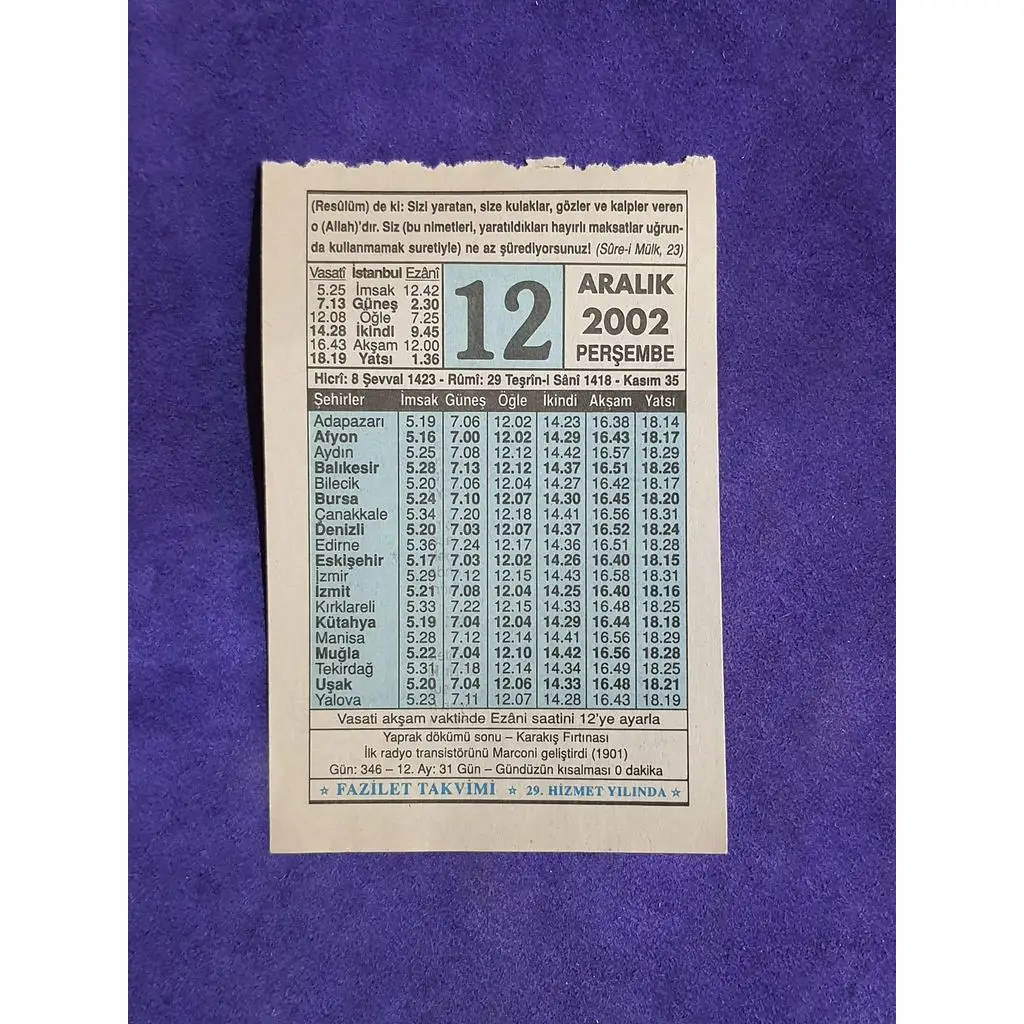 (Resûlüm) de ki: Sizi yaratan, size kulaklar, gözler ve kalpler veren
o (Allah)'dır. Siz (bu nimetleri, yaratıldıkları hayırlı maksatlar uğrun-
da kullanmamak suretiyle) ne az şürediyorsunuz! (Sûre-i Mülk, 23)
Vasatî İstanbul Ezânî
5.25 İmsak 12.42
7.13 Güneş 2.30
12.08 Öğle 7.25
14.28 İkindi 9.45
16.43 Akşam 12.00
18.19 Yatsı 1.36
12
ARALIK
2002
PERŞEMBE
Hicrî: 8 Şevval 1423 - Rûmî: 29 Teşrîn-i Sânî 1418 - Kasım 35
Şehirler İmsak Güneş Öğle İkindi Akşam Yatsı
Adapazarı 5.19 7.06 12.02 14.23 16.38 18.14
Afyon 5.16 7.00 12.02 14.29 16.43 18.17
Aydın 5.25 7.08 12.12 14.42 16.57 18.29
Balıkesir 5.28 7.13 12.12 14.37 16.51 18.26
Bilecik 5.20 7.06 12.04 14.27 16.42 18.17
Bursa 5.24 7.10 12.07 14.30 16.45 18.20
Çanakkale 5.34 7.20 12.18 14.41 16.56 18.31
Denizli 5.20 7.03 12.07 14.37 16.52 18.24
Edirne 5.36 7.24 12.17 14.36 16.51 18.28
Eskişehir 5.17 7.03 12.02 14.26 16.40 18.15
İzmir 5.29 7.12 12.15 14.43 16.58 18.31
İzmit 5.21 7.08 12.04 14.25 16.40 18.16
Kırklareli 5.33 7.22 12.15 14.33 16.48 18.25
Kütahya 5.19 7.04 12.04 14.29 16.44 18.18
Manisa 5.28 7.12 12.14 14.41 16.56 18.29
Muğla 5.22 7.04 12.10 14.42 16.56 18.28
Tekirdağ 5.31 7.18 12.14 14.34 16.49 18.25
Uşak 5.20 7.04 12.06 14.33 16.48 18.21
Yalova 5.23 7.11 12.07 14.28 16.43 18.19
Vasati akşam vaktinde Ezâni saatini 12'ye ayarla
Yaprak dökümü sonu – Karakış Fırtınası
İlk radyo transistörünü Marconi geliştirdi (1901)
Gün: 346 – 12. Ay: 31 Gün – Gündüzün kısalması 0 dakika
☆ FAZİLET TAKVİMİ ☆ 29. HİZMET YILINDA ☆